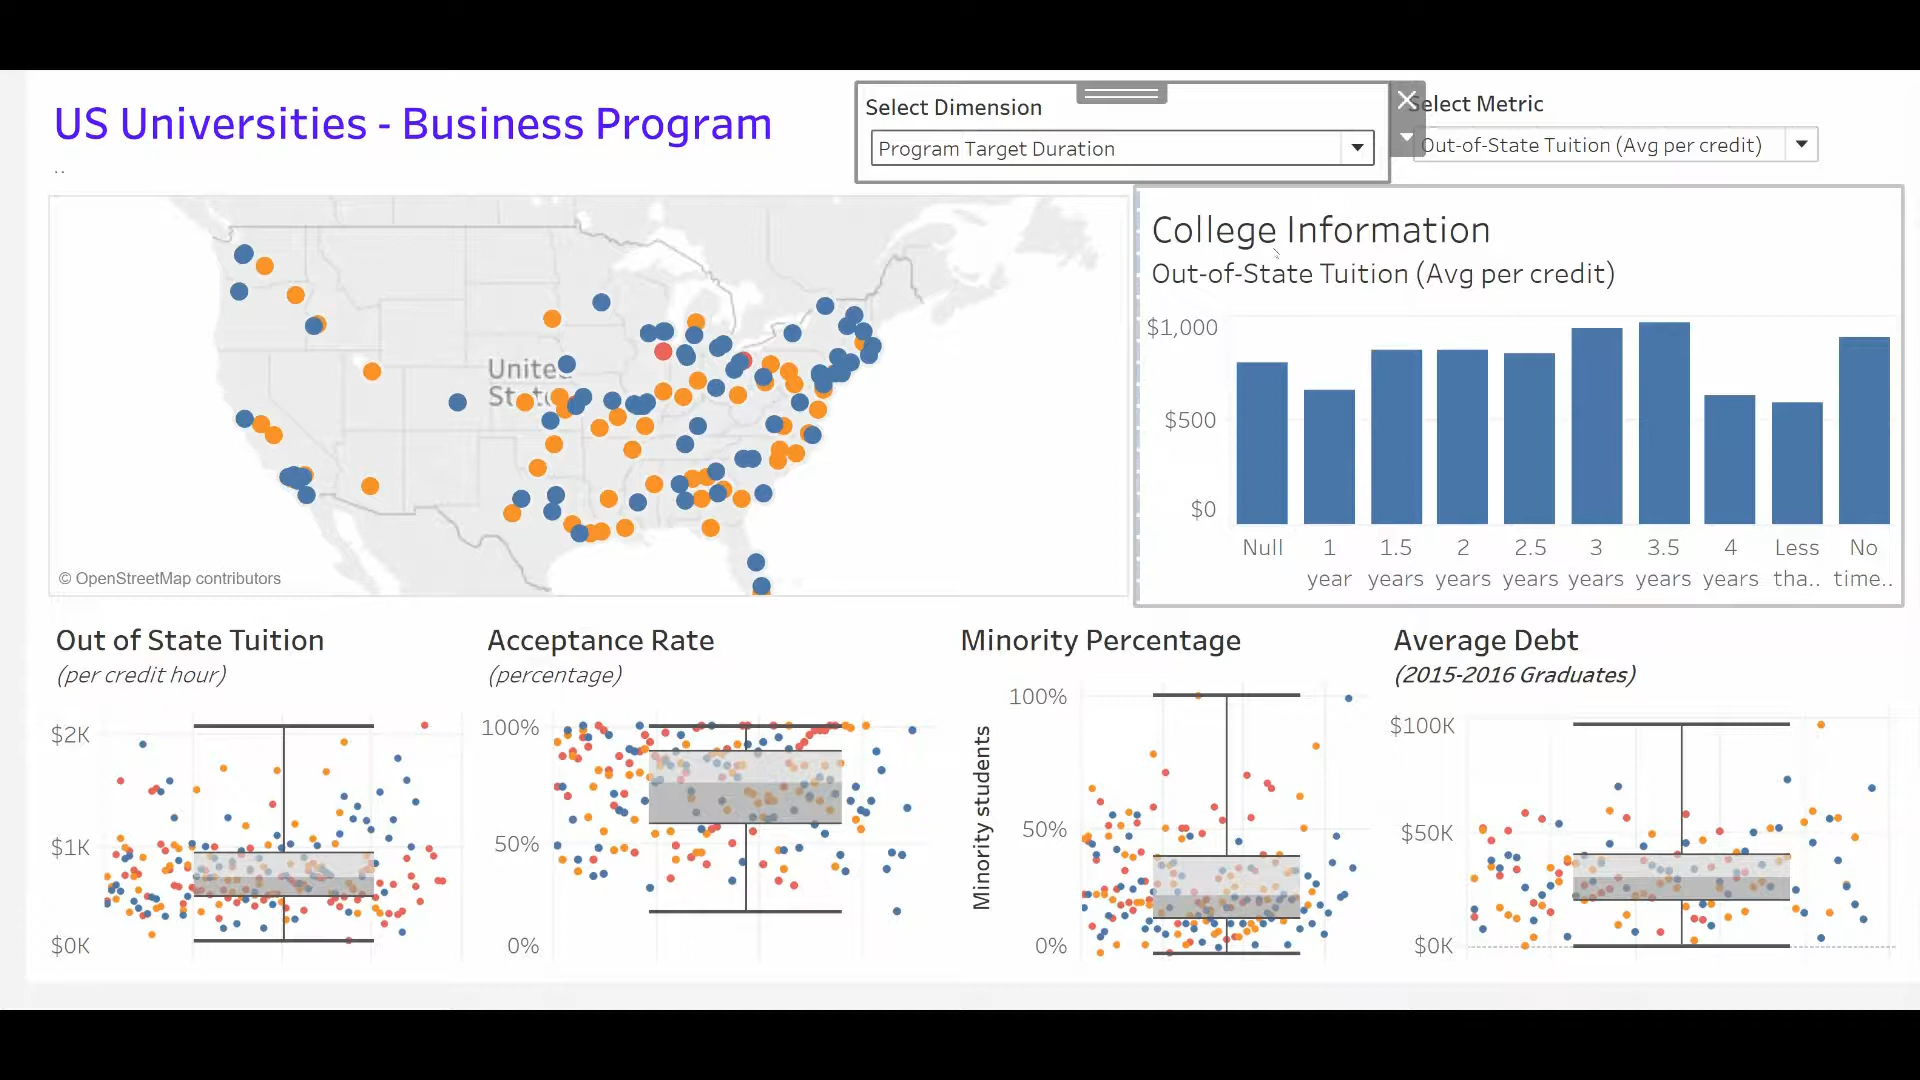 US Universities - Business Program
..
Select Dimension
Program Target Duration
Select Metric
Out-of-State Tuition (Avg per credit)
United
States
© OpenStreetMap contributors
College Information
Out-of-State Tuition (Avg per credit)
$1,000
$500
$0
Null
1 year
1.5 years
2 years
2.5 years
3 years
3.5 years
4 years
Less tha..
No time..
Out of State Tuition
(per credit hour)
$2K
$1K
$0K
Acceptance Rate
(percentage)
100%
50%
0%
Minority Percentage
Minority students
100%
50%
0%
Average Debt
(2015-2016 Graduates)
$100K
$50K
$0K